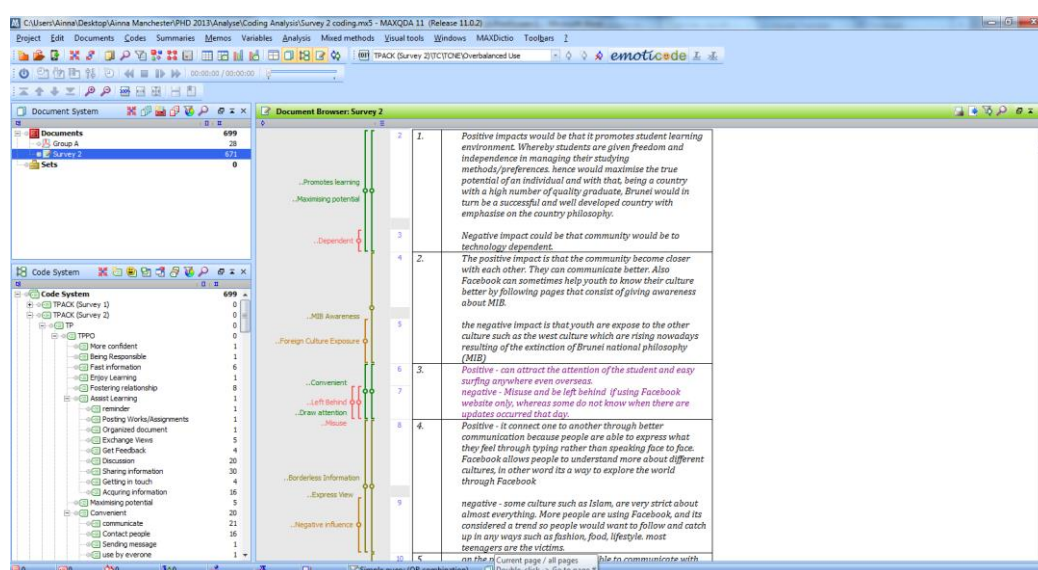 C:\Users\Ainna\Desktop\Ainna Manchester\PHD 2013\Analyse\Coding Analysis\Survey 2 coding.mx5 - MAXQDA 11 (Release 11.0.2)
Project Edit Documents Codes Summaries Memos Variables Analysis Mixed methods Visual tools Windows MAXDictio Toolbars ?
TPACK (Survey 2)\TC\TCNE\Overbalanced Use
emoticode
00:00:00 / 00:00:00
Document System
Documents 699
Group A 28
Survey 2 671
Sets 0
Code System
Code System 699
TPACK (Survey 1) 0
TPACK (Survey 2) 0
TP 0
TPPO 0
More confident 1
Being Responsible 1
Fast information 6
Enjoy Learning 1
Fostering relationship 8
Assist Learning 1
reminder 1
Posting Works/Assignments 1
Organized document 1
Exchange Views 5
Get Feedback 4
Discussion 20
Sharing information 30
Getting in touch 4
Acquring information 16
Maximising potential 5
Convenient 20
communicate 21
Contact people 16
Sending message 1
use by everone 1
Document Browser: Survey 2
..Promotes learning
..Maximising potential
..Dependent
..MIB Awareness
..Foreign Culture Exposure
..Convenient
..Left Behind
..Draw attention
..Misuse
..Borderless Information
..Express View
..Negative influence
2 1. Positive impacts would be that it promotes student learning
environment. Whereby students are given freedom and
independence in managing their studying
methods/preferences. hence would maximise the true
potential of an individual and with that, being a country
with a high number of quality graduate, Brunei would in
turn be a successful and well developed country with
emphasise on the country philosophy.
3 Negative impact could be that community would be to
technology dependent.
4 2. The positive impact is that the community become closer
with each other. They can communicate better. Also
Facebook can sometimes help youth to know their culture
better by following pages that consist of giving awareness
about MIB.
5 the negative impact is that youth are expose to the other
culture such as the west culture which are rising nowadays
resulting of the extinction of Brunei national philosophy
(MIB)
6 3. Positive - can attract the attention of the student and easy
surfing anywhere even overseas.
7 negative - Misuse and be left behind if using Facebook
website only, whereas some do not know when there are
updates occurred that day.
8 4. Positive - it connect one to another through better
communication because people are able to express what
they feel through typing rather than speaking face to face.
Facebook allows people to understand more about different
cultures, in other word its a way to explore the world
through Facebook
9 negative - some culture such as Islam, are very strict about
almost everything. More people are using Facebook, and its
considered a trend so people would want to follow and catch
up in any ways such as fashion, food, lifestyle. most
teenagers are the victims.
10 5. on the
Current page / all pages